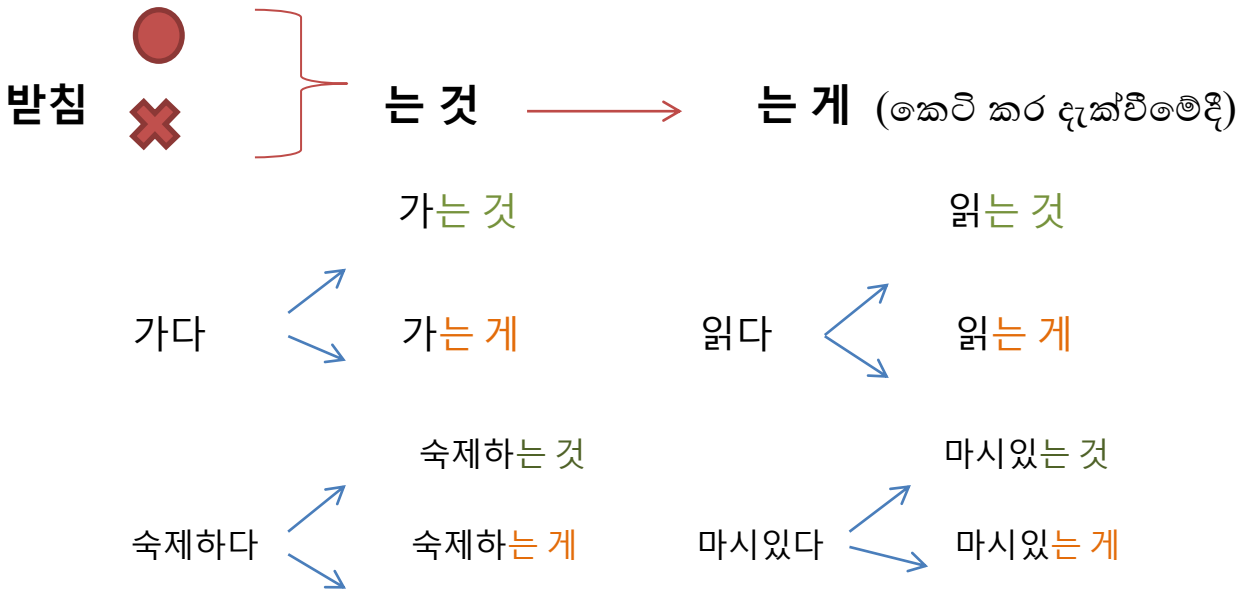 받침 는 것 는 게 (කෙටි කර දැක්වීමේදී)
가는 것 읽는 것
가다 가는 게 읽다 읽는 게
숙제하는 것 마시있는 것
숙제하다 숙제하는 게 마시있다 마시있는 게